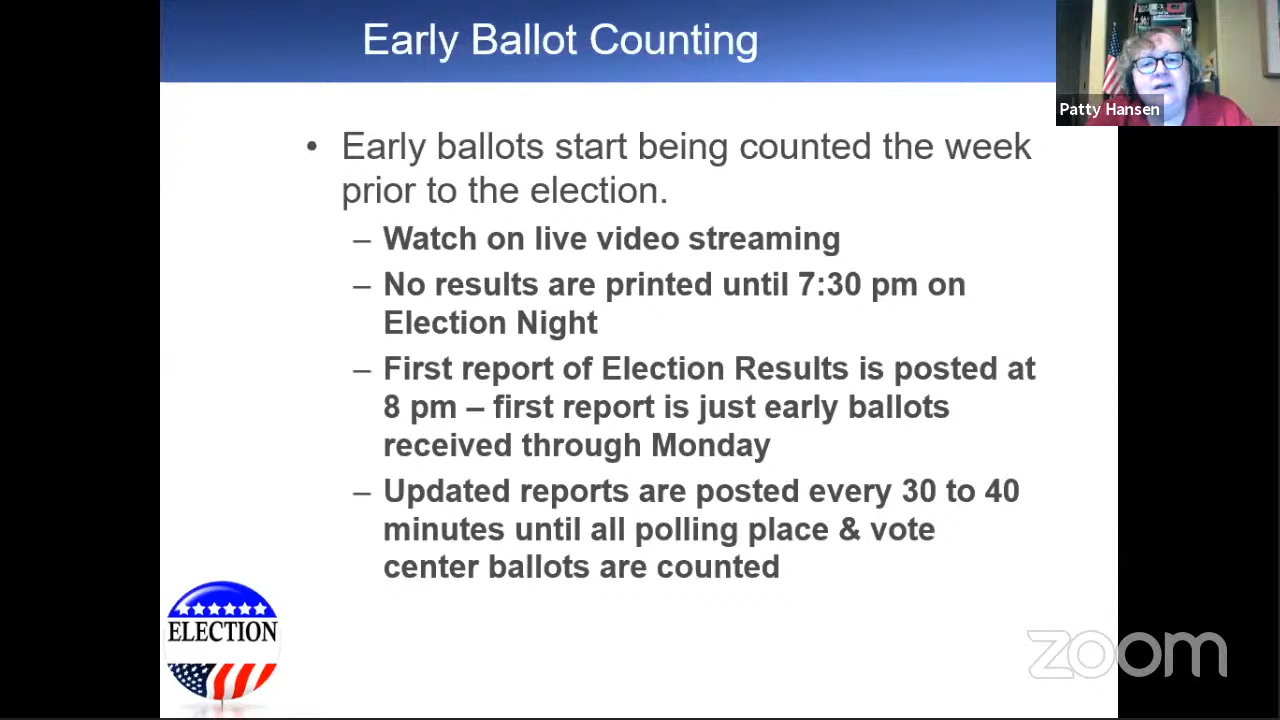 Early Ballot Counting
Patty Hansen
• Early ballots start being counted the week
prior to the election.
– Watch on live video streaming
– No results are printed until 7:30 pm on
Election Night
– First report of Election Results is posted at
8 pm – first report is just early ballots
received through Monday
– Updated reports are posted every 30 to 40
minutes until all polling place & vote
center ballots are counted
ELECTION
zoom